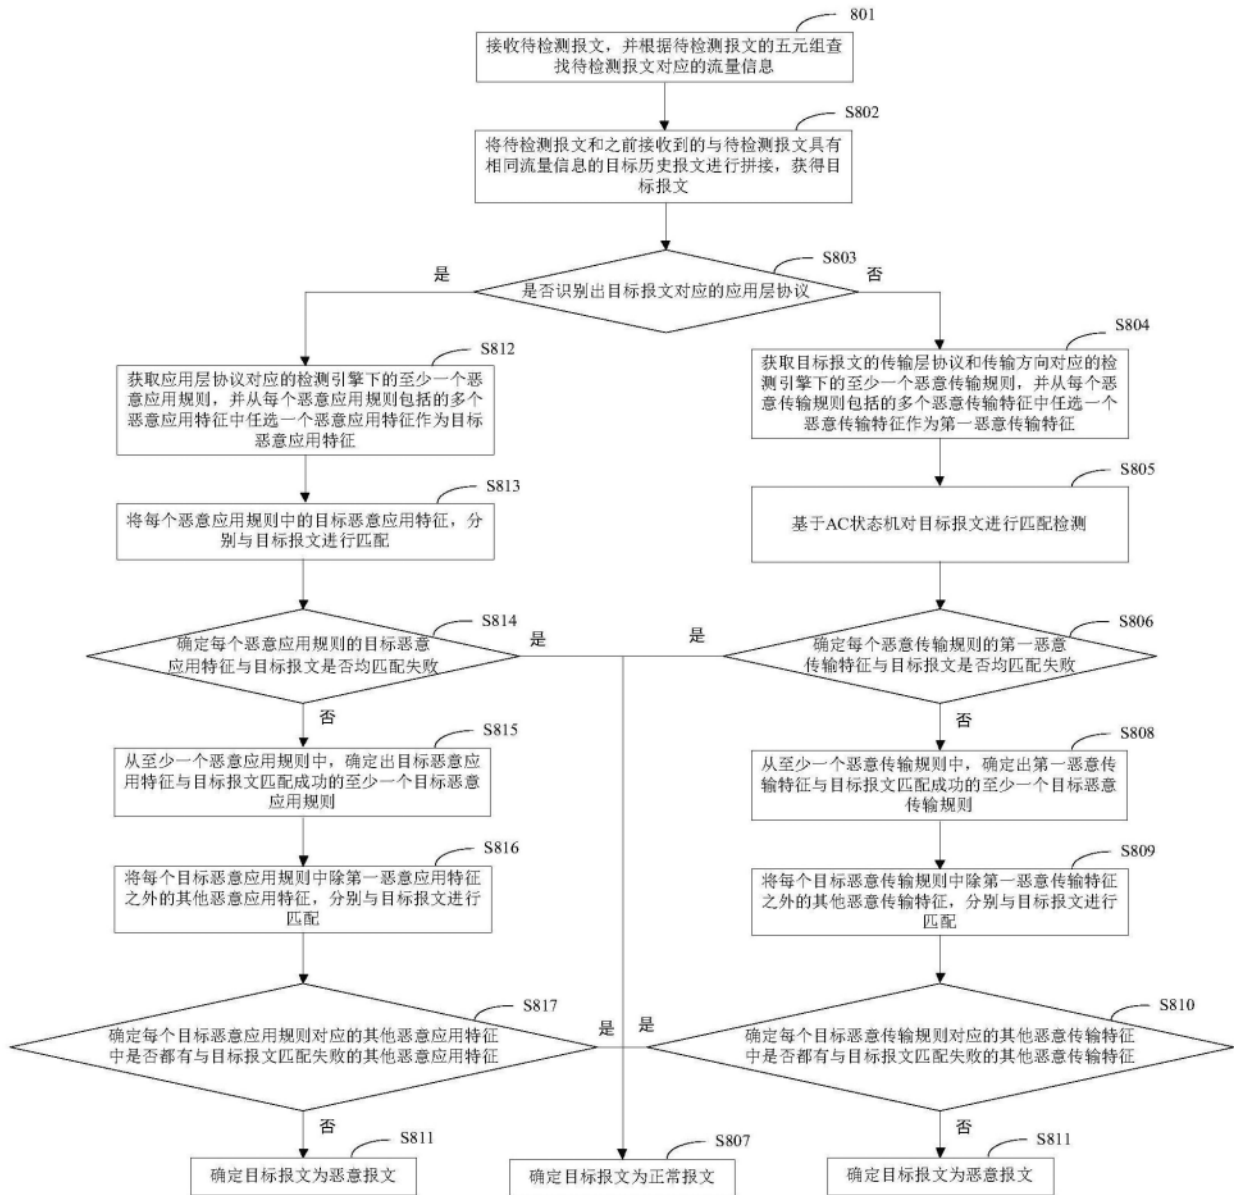 801
接收待检测报文，并根据待检测报文的五元组查
找待检测报文对应的流量信息
S802
将待检测报文和之前接收到的与待检测报文具有
相同流量信息的目标历史报文进行拼接，获得目
标报文
S803
是否识别出目标报文对应的应用层协议
是
否
S812
获取应用层协议对应的检测引擎下的至少一个恶
意应用规则，并从每个恶意应用规则包括的多个
恶意应用特征中任选一个恶意应用特征作为目标
恶意应用特征
S804
获取目标报文的传输层协议和传输方向对应的检
测引擎下的至少一个恶意传输规则，并从每个恶
意传输规则包括的多个恶意传输特征中任选一个
恶意传输特征作为第一恶意传输特征
S813
将每个恶意应用规则中的目标恶意应用特征，分
别与目标报文进行匹配
S805
基于AC状态机对目标报文进行匹配检测
S814
确定每个恶意应用规则的目标恶意
应用特征与目标报文是否均匹配失败
是
是
S806
确定每个恶意传输规则的第一恶意
传输特征与目标报文是否均匹配失败
否
否
S815
从至少一个恶意应用规则中，确定出目标恶意应
用特征与目标报文匹配成功的至少一个目标恶意
应用规则
S808
从至少一个恶意传输规则中，确定出第一恶意传
输特征与目标报文匹配成功的至少一个目标恶意
传输规则
S816
将每个目标恶意应用规则中除第一恶意应用特征
之外的其他恶意应用特征，分别与目标报文进行
匹配
S809
将每个目标恶意传输规则中除第一恶意传输特征
之外的其他恶意传输特征，分别与目标报文进行
匹配
S817
确定每个目标恶意应用规则对应的其他恶意应用特征
中是否都有与目标报文匹配失败的其他恶意应用特征
是
是
S810
确定每个目标恶意传输规则对应的其他恶意传输特征
中是否都有与目标报文匹配失败的其他恶意传输特征
否
否
S811
确定目标报文为恶意报文
S807
确定目标报文为正常报文
S811
确定目标报文为恶意报文